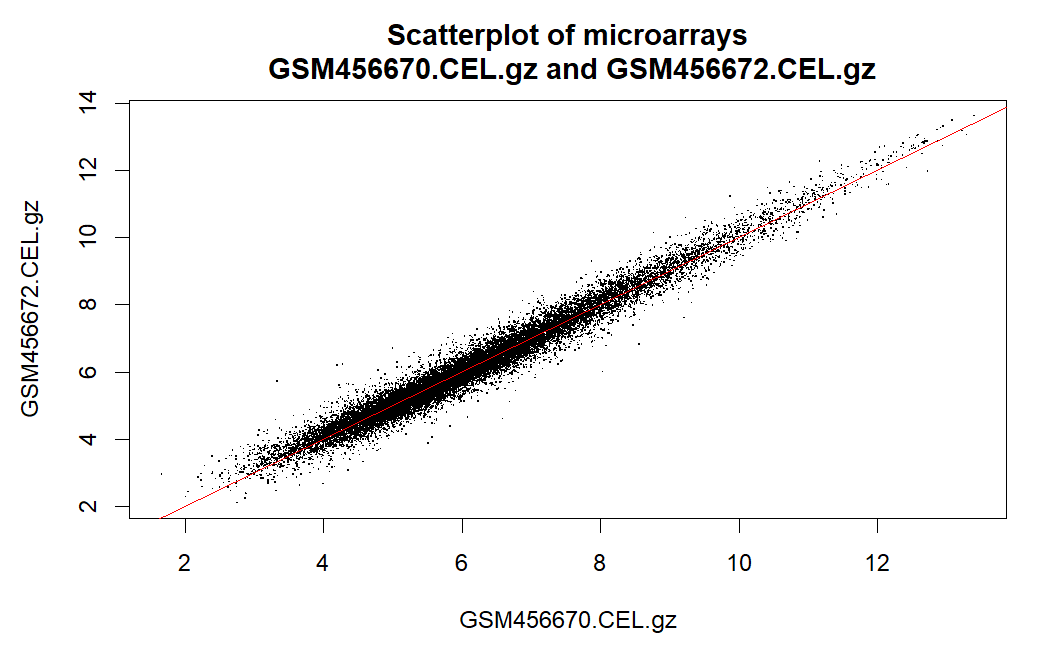 Scatterplot of microarrays
GSM456670.CEL.gz and GSM456672.CEL.gz
14
12
10
8
6
4
2
GSM456672.CEL.gz
2 4 6 8 10 12
GSM456670.CEL.gz